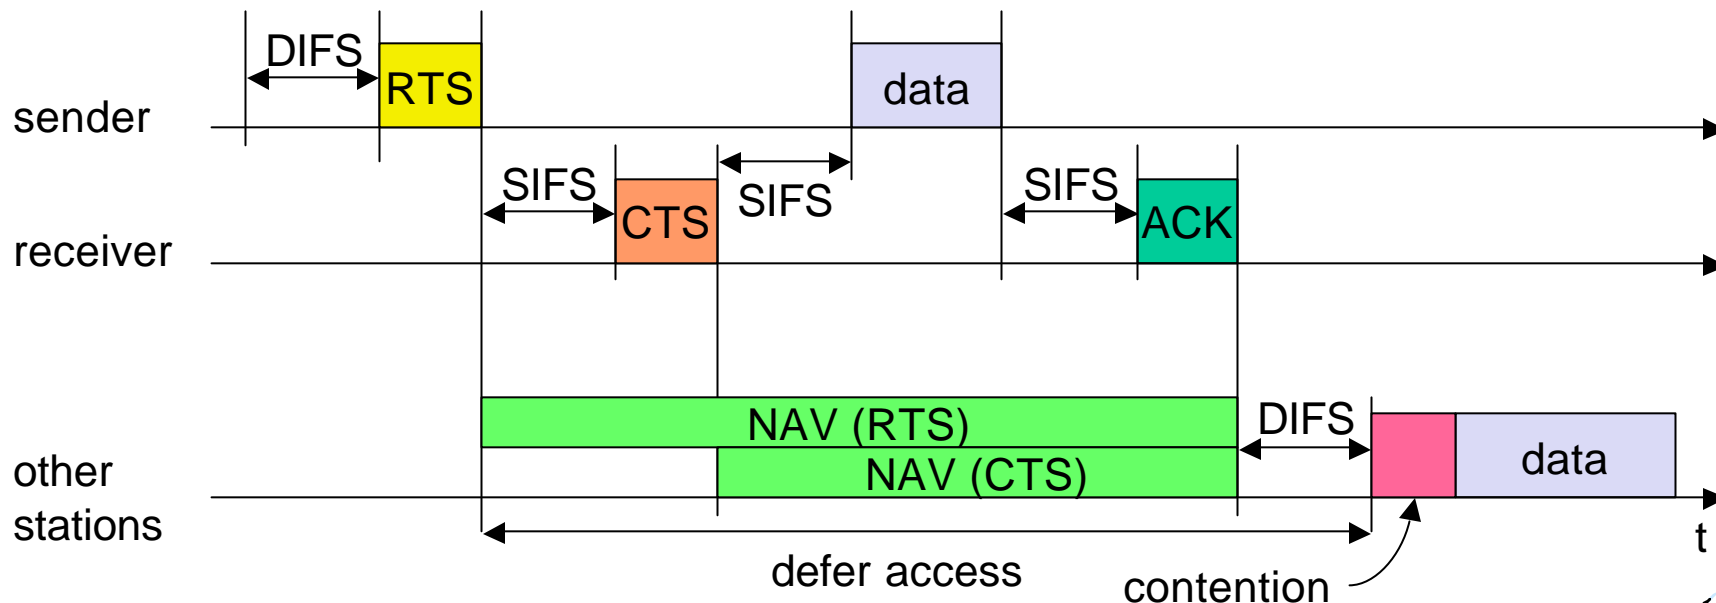 DIFS
RTS
data
sender
SIFS
CTS
SIFS
SIFS
ACK
receiver
NAV (RTS)
DIFS
NAV (CTS)
data
other
stations
t
defer access
contention